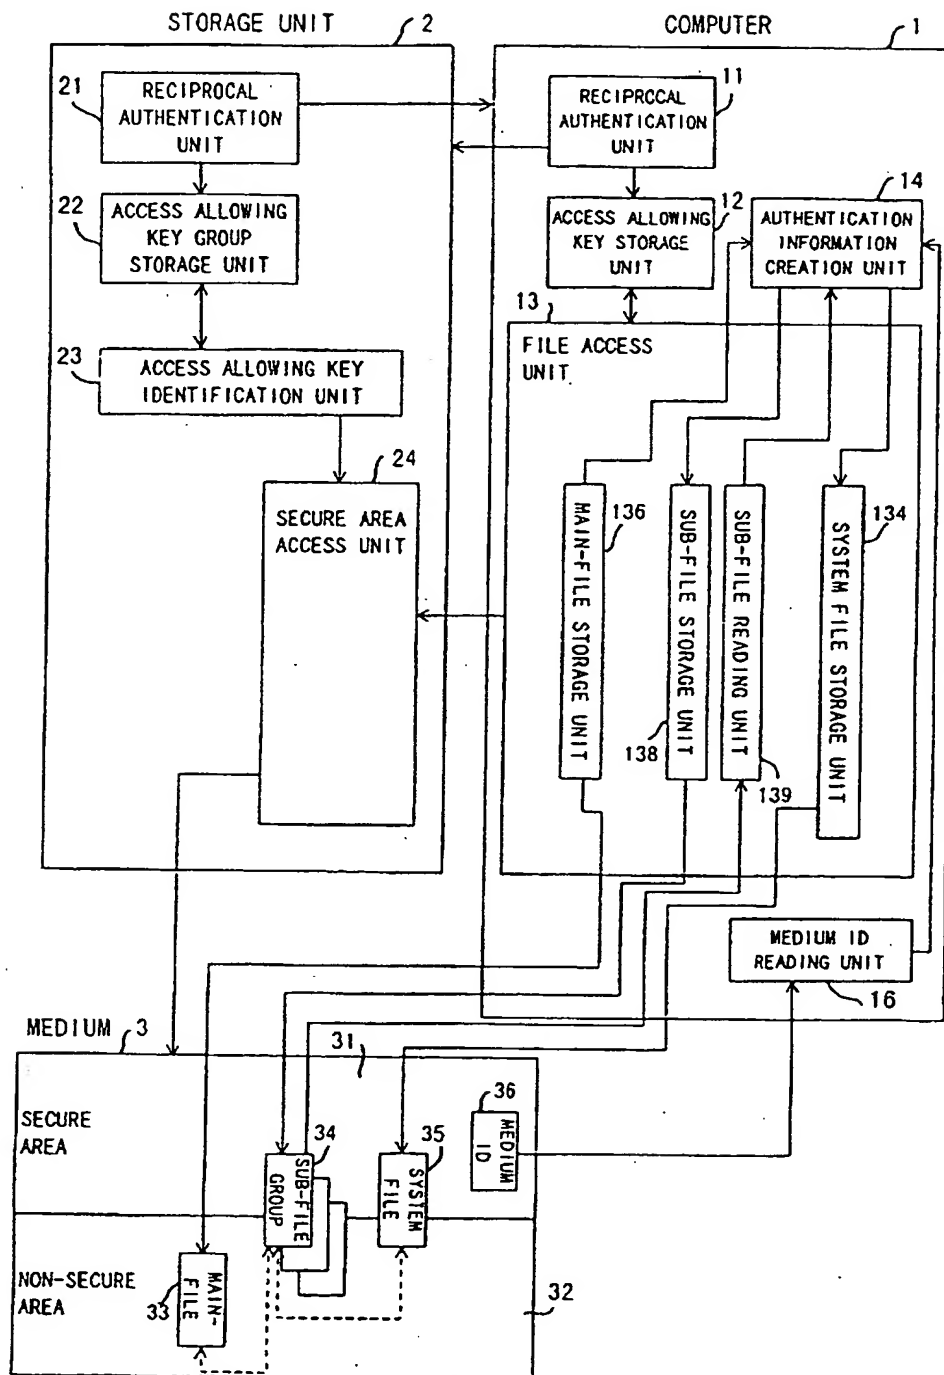 STORAGE UNIT
2
COMPUTER
1
21
RECIPROCAL
AUTHENTICATION
UNIT
11
RECIPRCCAL
AUTHENTICATION
UNIT
22
ACCESS ALLOWING
KEY GROUP
STORAGE UNIT
12
ACCESS ALLOWING
KEY STORAGE
UNIT
14
AUTHENTICATION
INFORMATION
CREATION UNIT
13
FILE ACCESS
UNIT
23
ACCESS ALLOWING KEY
IDENTIFICATION UNIT
24
SECURE AREA
ACCESS UNIT
136
MAIN-FILE STORAGE UNIT
138
SUB-FILE STORAGE UNIT
SUB-FILE READING UNIT
139
134
SYSTEM FILE STORAGE UNIT
MEDIUM ID
READING UNIT
16
MEDIUM 3
31
SECURE
AREA
34
SUB-FILE
GROUP
35
SYSTEM
FILE
36
MEDIUM
ID
NON-SECURE
AREA
33
MAIN-
FILE
32